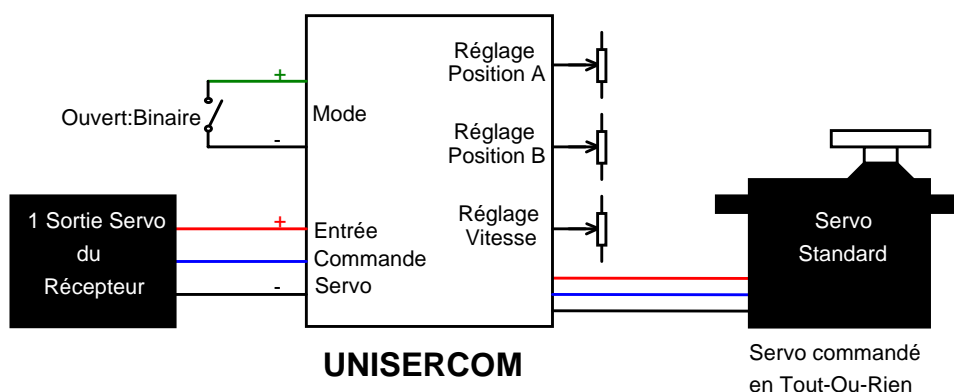 Réglage
Position A
+
Mode
Ouvert:Binaire
-
Réglage
Position B
1 Sortie Servo
du
Récepteur
+
Entrée
Commande
Servo
-
Réglage
Vitesse
Servo
Standard
UNISERCOM
Servo commandé
en Tout-Ou-Rien